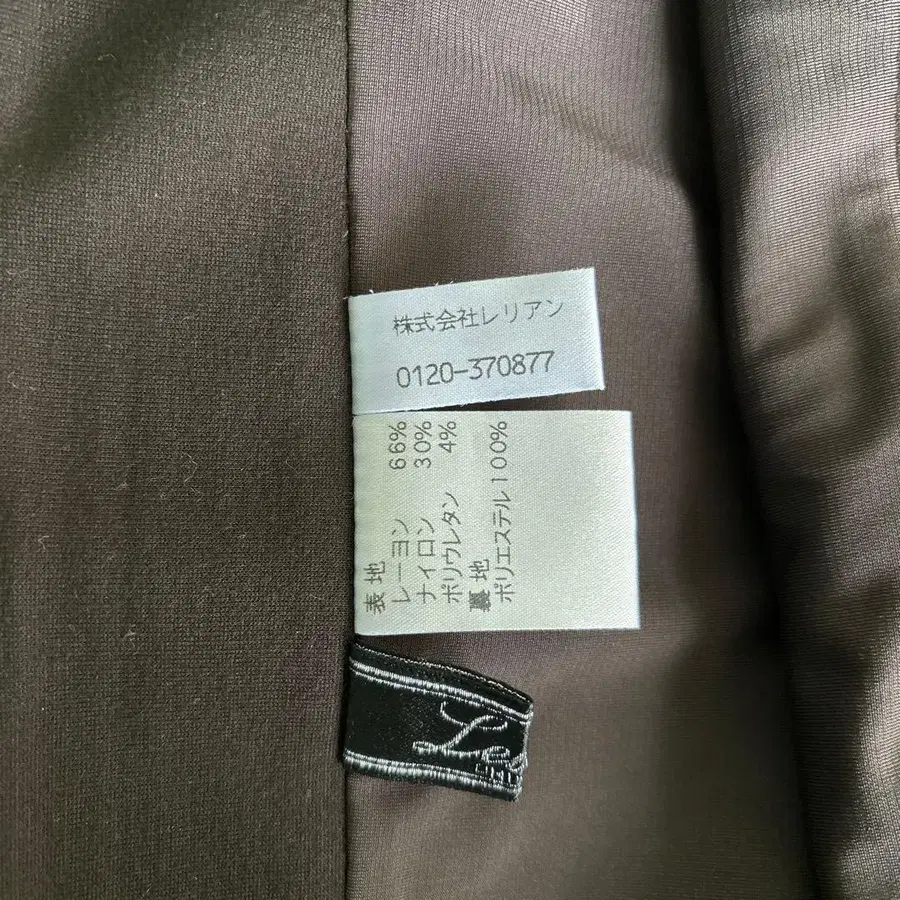 株式会社レリアン
0120-370877
表地
レーヨン 66%
ナイロン 30%
ポリウレタン 4%
裏地
ポリエステル100%
Le